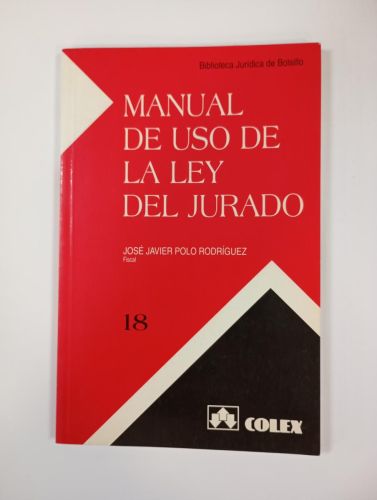 Biblioteca Jurídica de Bolsillo
MANUAL
DE USO DE
LA LEY
DEL JURADO
JOSÉ JAVIER POLO RODRÍGUEZ
Fiscal
18
COLEX